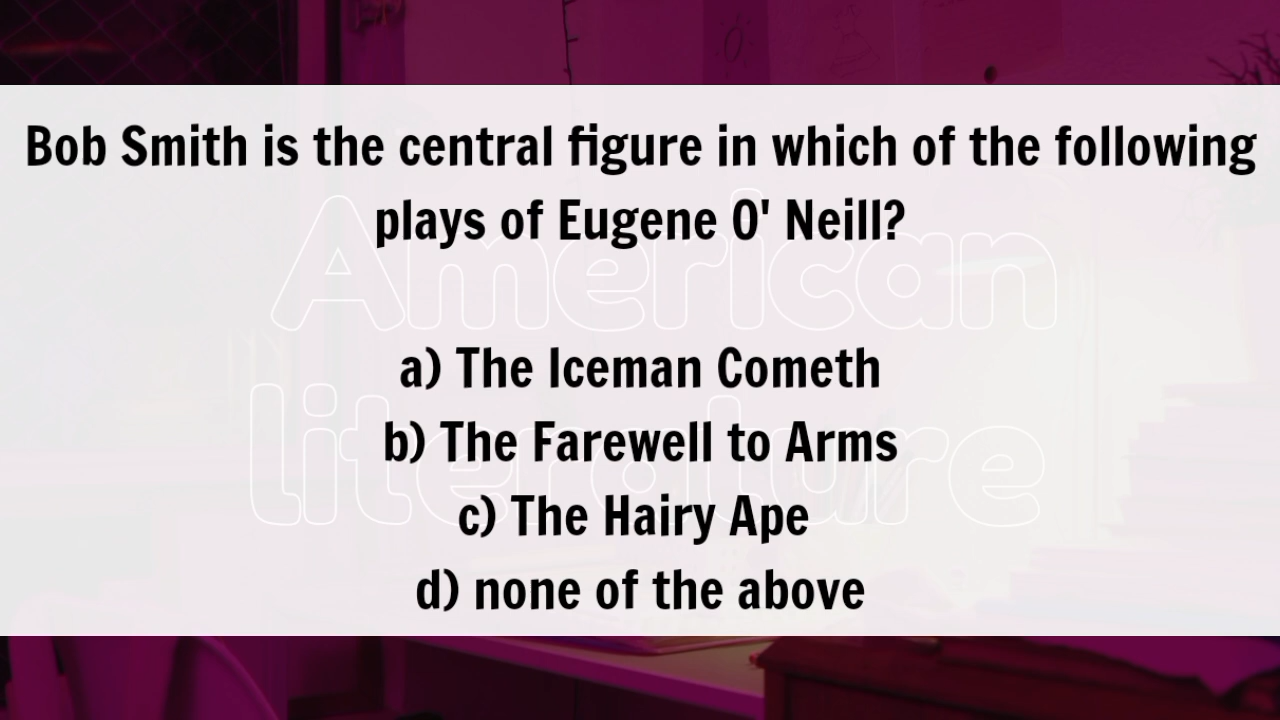 Bob Smith is the central figure in which of the following
plays of Eugene O' Neill?
American
literature
a) The Iceman Cometh
b) The Farewell to Arms
c) The Hairy Ape
d) none of the above